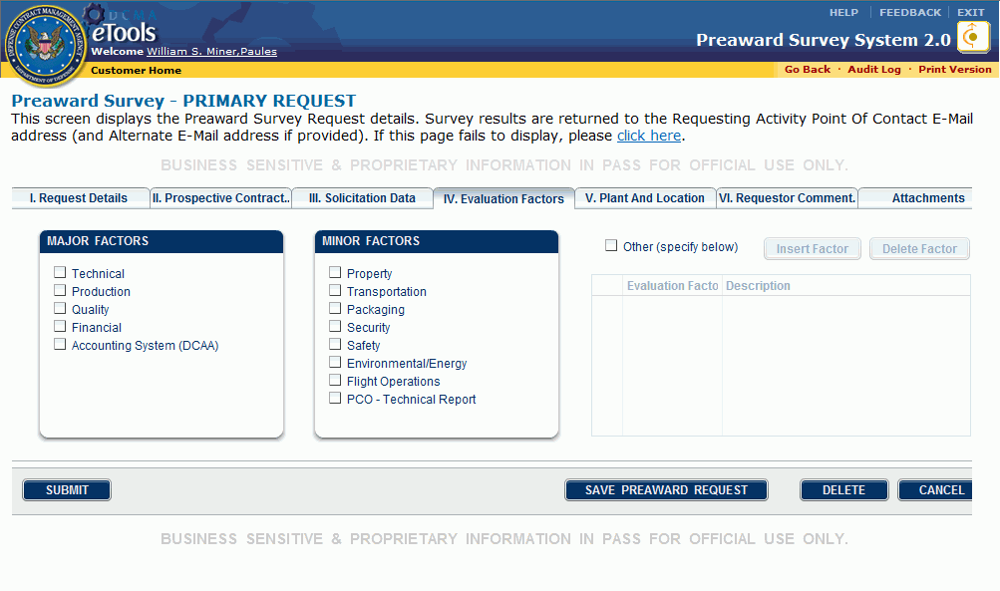 HELP FEEDBACK EXIT
DCMA
eTools
Welcome William S. Miner,Paules
Preaward Survey System 2.0
DEFENSE CONTRACT MANAGEMENT AGENCY
DEPARTMENT OF DEFENSE
Customer Home
Go Back · Audit Log · Print Version
Preaward Survey - PRIMARY REQUEST
This screen displays the Preaward Survey Request details. Survey results are returned to the Requesting Activity Point Of Contact E-Mail
address (and Alternate E-Mail address if provided). If this page fails to display, please click here.
BUSINESS SENSITIVE & PROPRIETARY INFORMATION IN PASS FOR OFFICIAL USE ONLY.
I. Request Details II. Prospective Contract.. III. Solicitation Data IV. Evaluation Factors V. Plant And Location VI. Requestor Comment. Attachments
MAJOR FACTORS
Technical
Production
Quality
Financial
Accounting System (DCAA)
MINOR FACTORS
Property
Transportation
Packaging
Security
Safety
Environmental/Energy
Flight Operations
PCO - Technical Report
Other (specify below) Insert Factor Delete Factor
Evaluation Facto Description
SUBMIT SAVE PREAWARD REQUEST DELETE CANCEL
BUSINESS SENSITIVE & PROPRIETARY INFORMATION IN PASS FOR OFFICIAL USE ONLY.